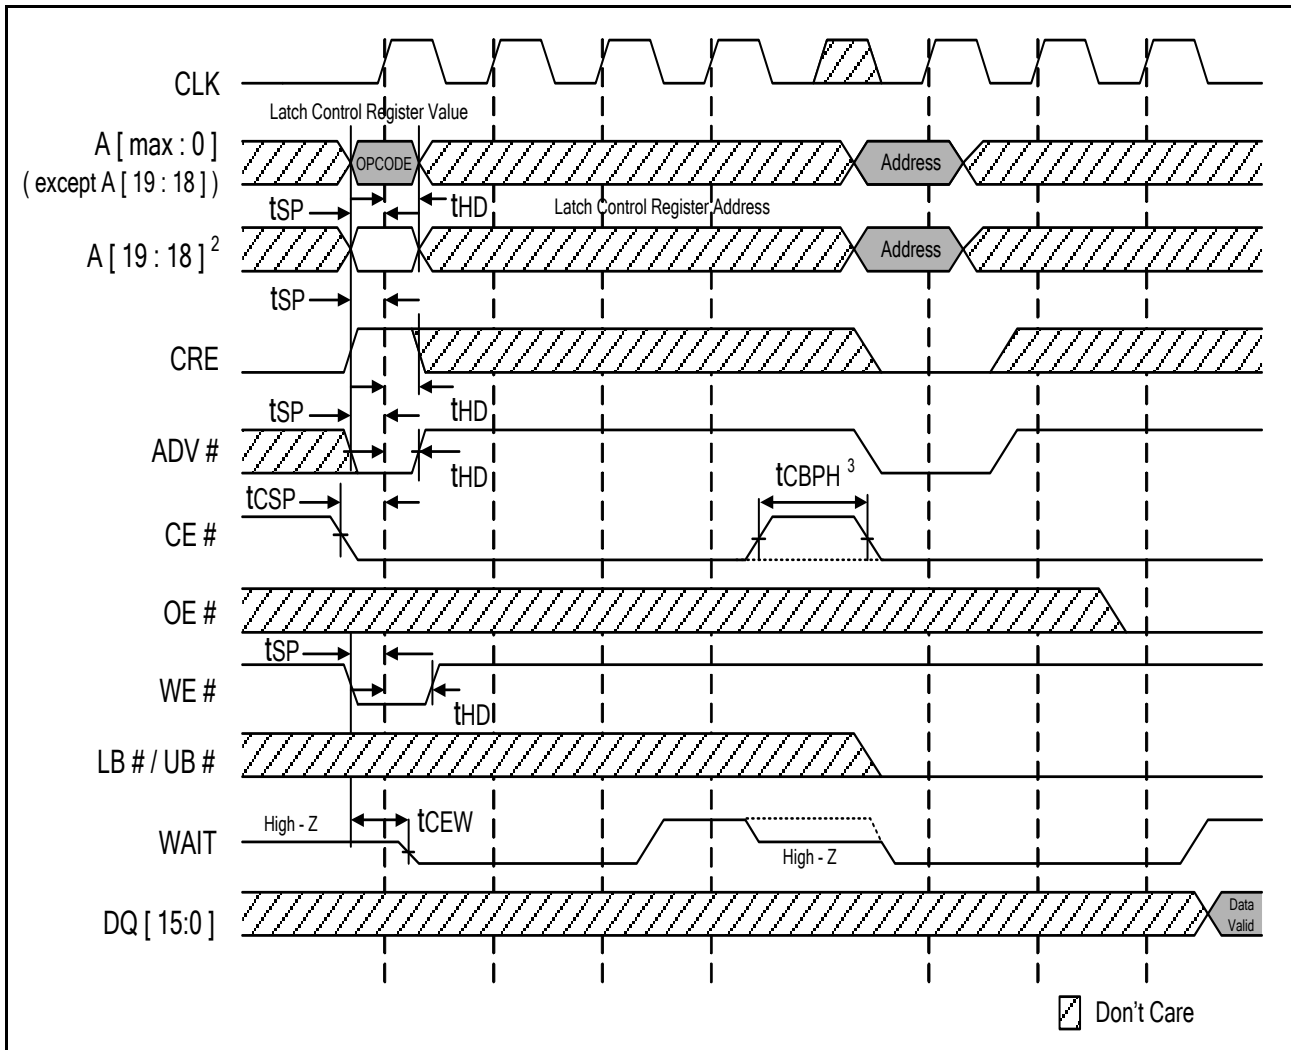 CLK
Latch Control Register Value
A [ max : 0 ]
( except A [ 19 : 18 ] )
OPCODE
Address
tSP
tHD
Latch Control Register Address
A [ 19 : 18 ] 2
Address
tSP
CRE
tSP
tHD
ADV #
tHD
tCBPH 3
tCSP
CE #
OE #
tSP
WE #
tHD
LB # / UB #
tCEW
High - Z
WAIT
High - Z
DQ [ 15:0 ]
Data
Valid
Don't Care